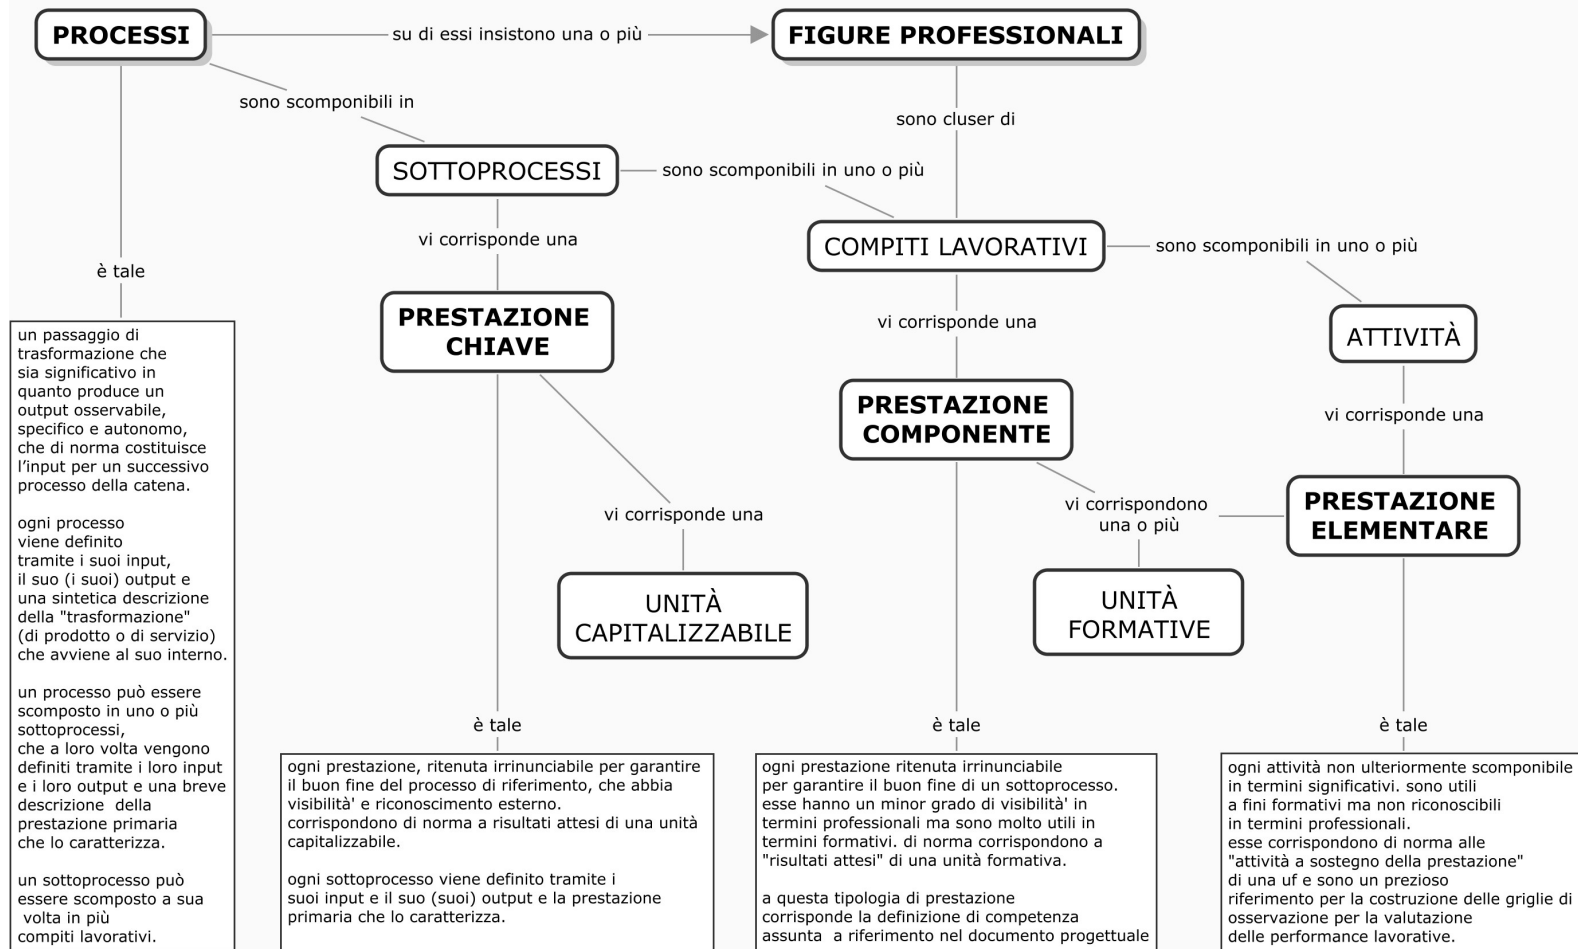 PROCESSI
su di essi insistono una o più
FIGURE PROFESSIONALI
sono scomponibili in
sono cluser di
SOTTOPROCESSI
sono scomponibili in uno o più
vi corrisponde una
COMPITI LAVORATIVI
sono scomponibili in uno o più
è tale
PRESTAZIONE
CHIAVE
vi corrisponde una
ATTIVITÀ
PRESTAZIONE
COMPONENTE
vi corrisponde una
vi corrisponde una
vi corrispondono
una o più
PRESTAZIONE
ELEMENTARE
UNITÀ
CAPITALIZZABILE
UNITÀ
FORMATIVE
un passaggio di
trasformazione che
sia significativo in
quanto produce un
output osservabile,
specifico e autonomo,
che di norma costituisce
l'input per un successivo
processo della catena.
ogni processo
viene definito
tramite i suoi input,
il suo (i suoi) output e
una sintetica descrizione
della "trasformazione"
(di prodotto o di servizio)
che avviene al suo interno.
un processo può essere
scomposto in uno o più
sottoprocessi,
che a loro volta vengono
definiti tramite i loro input
e i loro output e una breve
descrizione  della
prestazione primaria
che lo caratterizza.
un sottoprocesso può
essere scomposto a sua
volta in più
compiti lavorativi.
è tale
ogni prestazione, ritenuta irrinunciabile per garantire
il buon fine del processo di riferimento, che abbia
visibilità' e riconoscimento esterno.
corrispondono di norma a risultati attesi di una unità
capitalizzabile.
ogni sottoprocesso viene definito tramite i
suoi input e il suo (suoi) output e la prestazione
primaria che lo caratterizza.
è tale
ogni prestazione ritenuta irrinunciabile
per garantire il buon fine di un sottoprocesso.
esse hanno un minor grado di visibilità' in
termini professionali ma sono molto utili in
termini formativi. di norma corrispondono a
"risultati attesi" di una unità formativa.
a questa tipologia di prestazione
corrisponde la definizione di competenza
assunta  a riferimento nel documento progettuale
è tale
ogni attività non ulteriormente scomponibile
in termini significativi. sono utili
a fini formativi ma non riconoscibili
in termini professionali.
esse corrispondono di norma alle
"attività a sostegno della prestazione"
di una uf e sono un prezioso
riferimento per la costruzione delle griglie di
osservazione per la valutazione
delle performance lavorative.